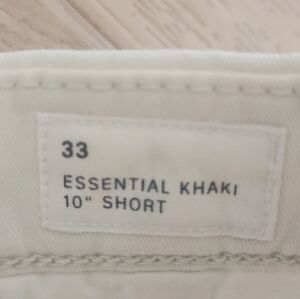 33
ESSENTIAL KHAKI
10" SHORT